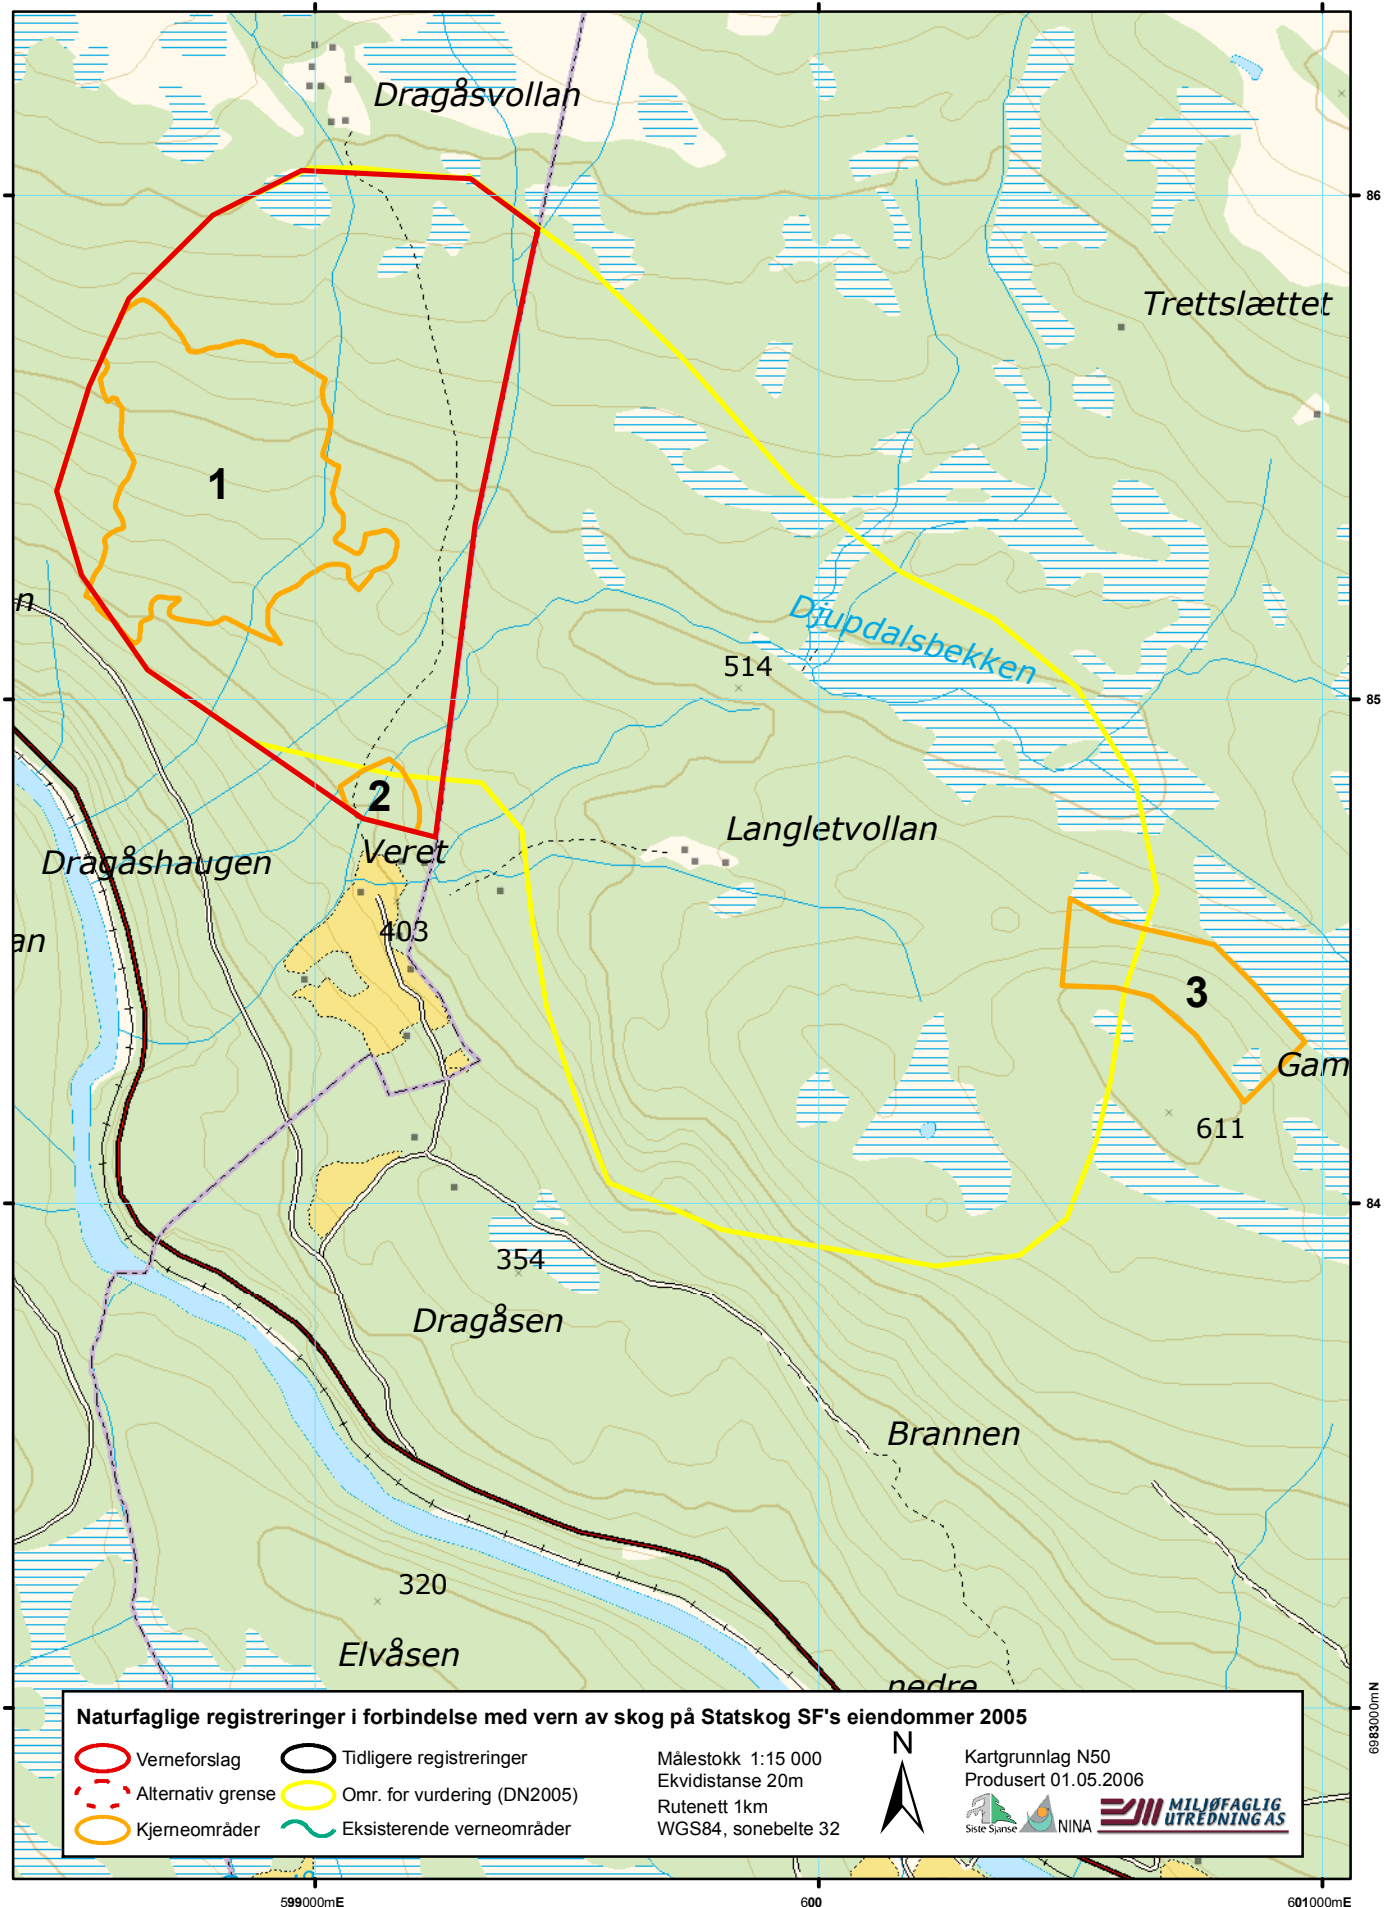 Dragåsvollan
86
Trettslættet
1
n
Djupdalsbekken
514
85
2
Langletvollan
Veret
Dragåshaugen
403
an
3
Gam
611
84
354
Dragåsen
Brannen
320
Elvåsen
nedre
Naturfaglige registreringer i forbindelse med vern av skog på Statskog SF's eiendommer 2005
Verneforslag
Alternativ grense
Kjerneområder
Tidligere registreringer
Omr. for vurdering (DN2005)
Eksisterende verneområder
Målestokk 1:15 000
Ekvidistanse 20m
Rutenett 1km
WGS84, sonebelte 32
N
Kartgrunnlag N50
Produsert 01.05.2006
Siste Sjanse
NINA
MILJØFAGLIG
UTREDNING AS
6983000mN
599000mE
600
601000mE